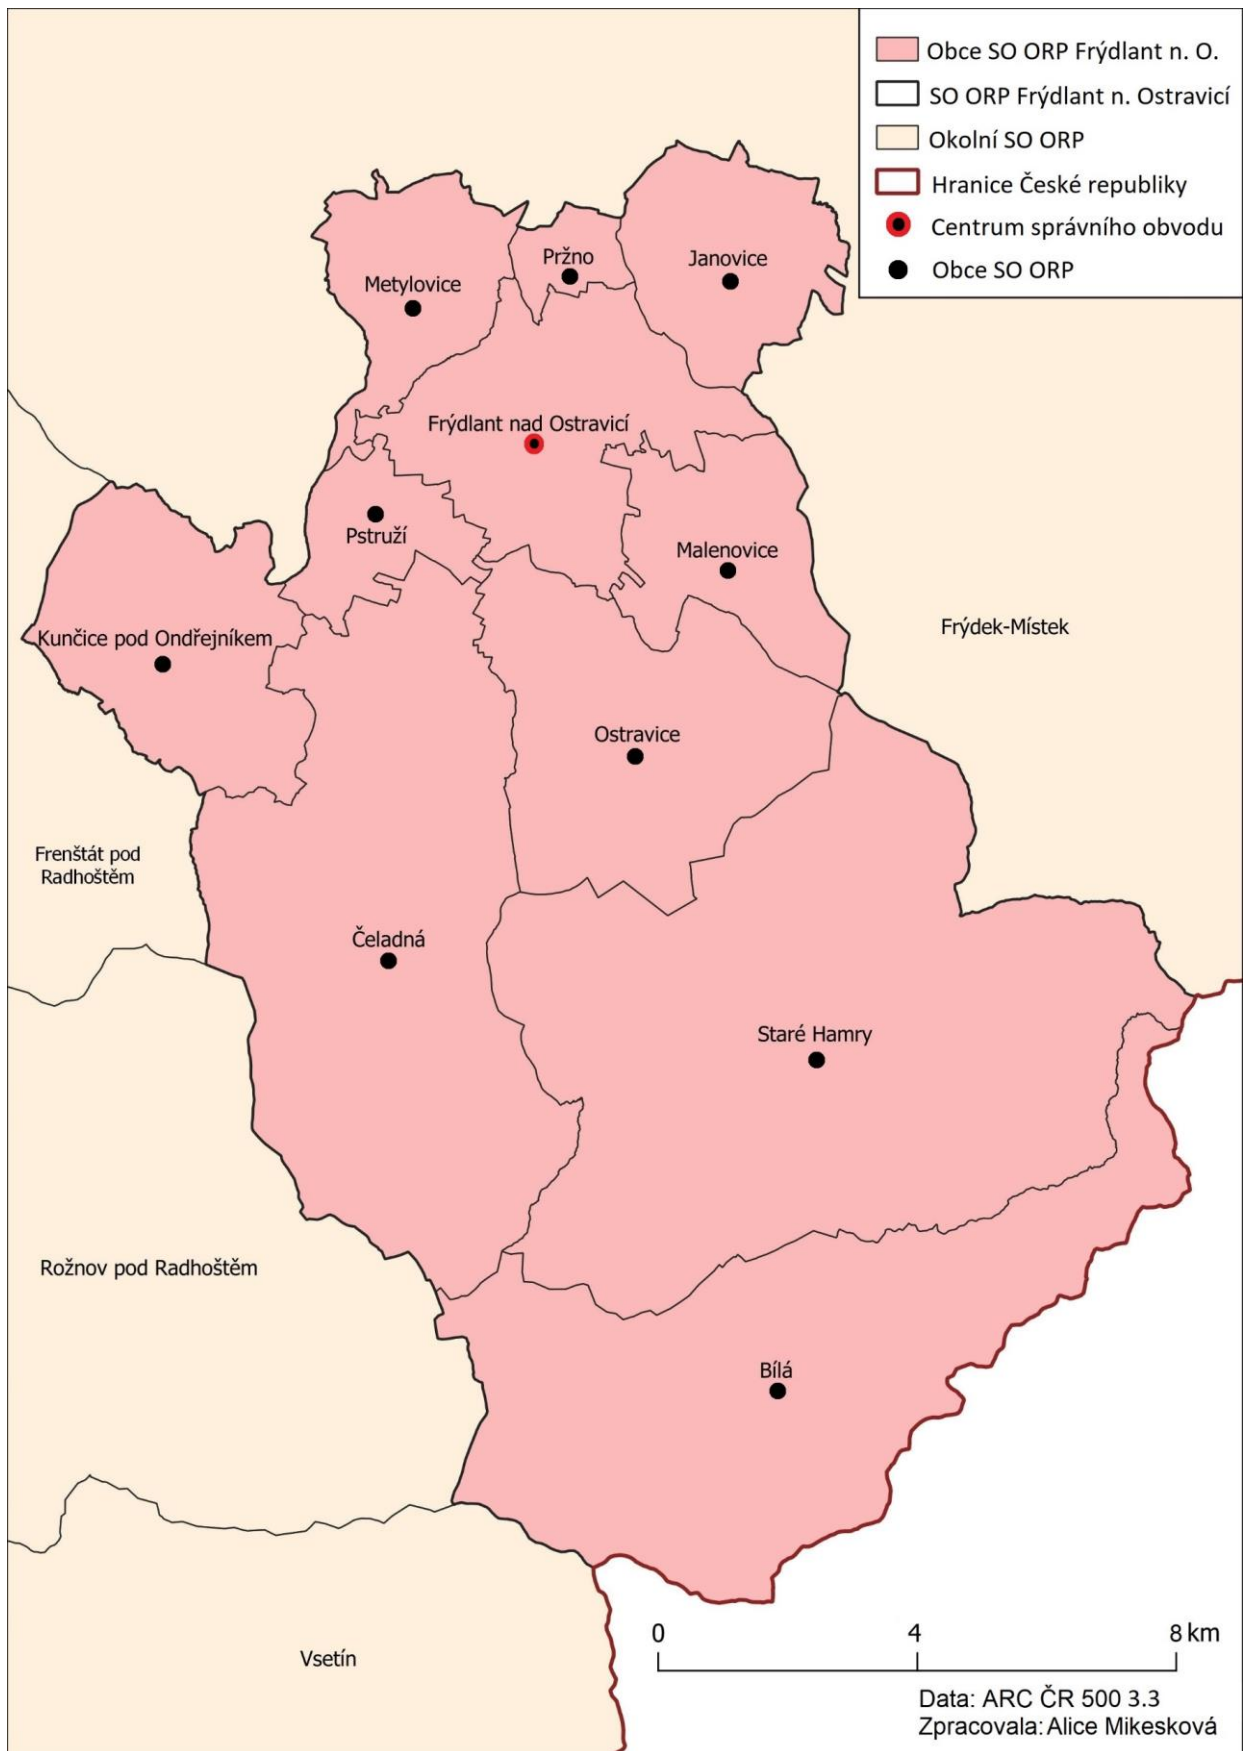 Obce SO ORP Frýdlant n. O.
SO ORP Frýdlant n. Ostravicí
Okolní SO ORP
Hranice České republiky
Centrum správního obvodu
Obce SO ORP
Pržno
Janovice
Metylovice
Frýdlant nad Ostravicí
Pstruží
Malenovice
Kunčice pod Ondřejníkem
Frýdek-Místek
Ostravice
Frenštát pod
Radhoštěm
Čeladná
Staré Hamry
Rožnov pod Radhoštěm
Bílá
Vsetín
0 4 8 km
Data: ARC ČR 500 3.3
Zpracovala: Alice Mikesková